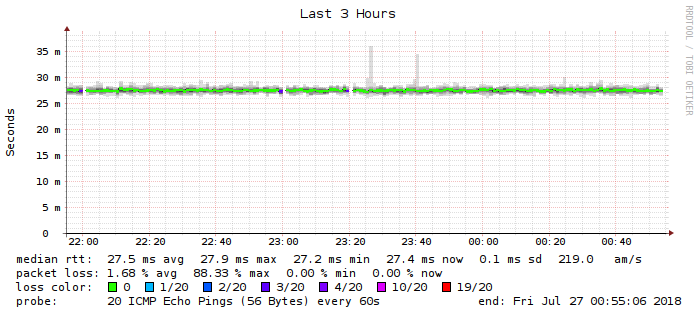 Last 3 Hours
RRDTOOL / TOBI OETIKER
Seconds
35 m
30 m
25 m
20 m
15 m
10 m
5 m
0
22:00 22:20 22:40 23:00 23:20 23:40 00:00 00:20 00:40
median rtt: 27.5 ms avg 27.9 ms max 27.2 ms min 27.4 ms now 0.1 ms sd 219.0 am/s
packet loss: 1.68 % avg 88.33 % max 0.00 % min 0.00 % now
loss color: 0 1/20 2/20 3/20 4/20 10/20 19/20
probe: 20 ICMP Echo Pings (56 Bytes) every 60s end: Fri Jul 27 00:55:06 2018